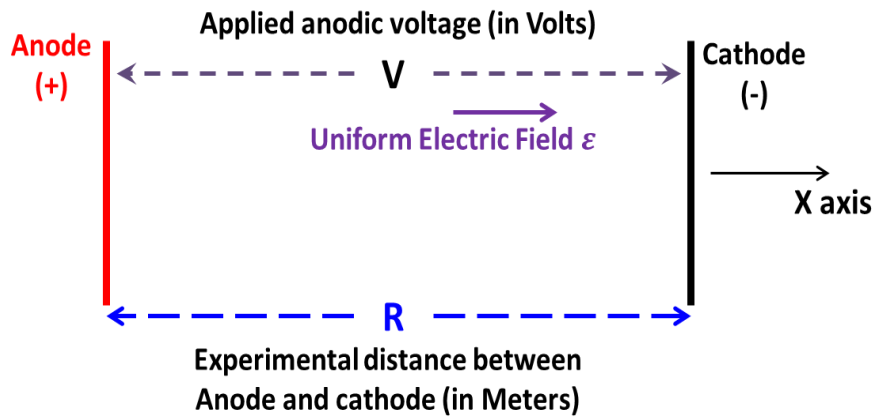 Applied anodic voltage (in Volts)
Anode
(+)
V
Cathode
(-)
Uniform Electric Field ε
X axis
R
Experimental distance between
Anode and cathode (in Meters)